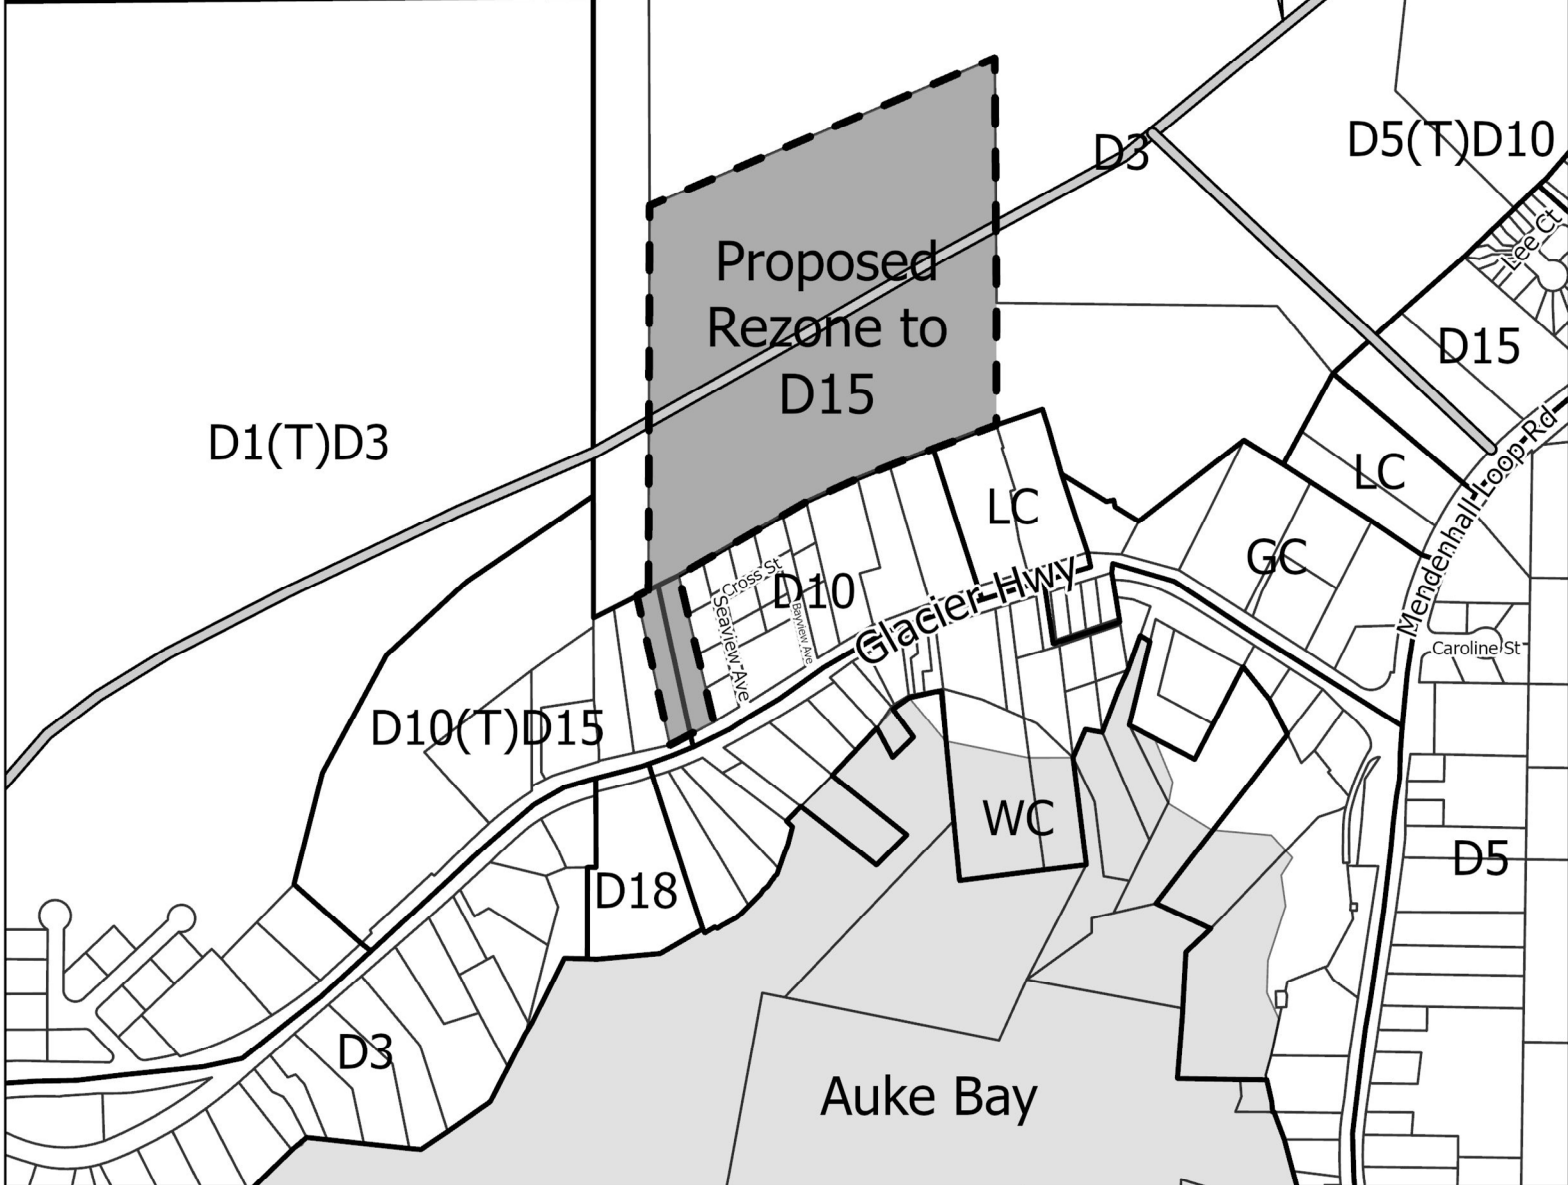 D3
D5(T)D10
Lee Ct
Proposed
Rezone to
D15
D15
D1(T)D3
LC
LC
Mendenhall Loop Rd
GC
Cross St
D10
Seaview Ave
Bayview Ave
Glacier Hwy
Caroline St
D10(T)D15
WC
D5
D18
D3
Auke Bay